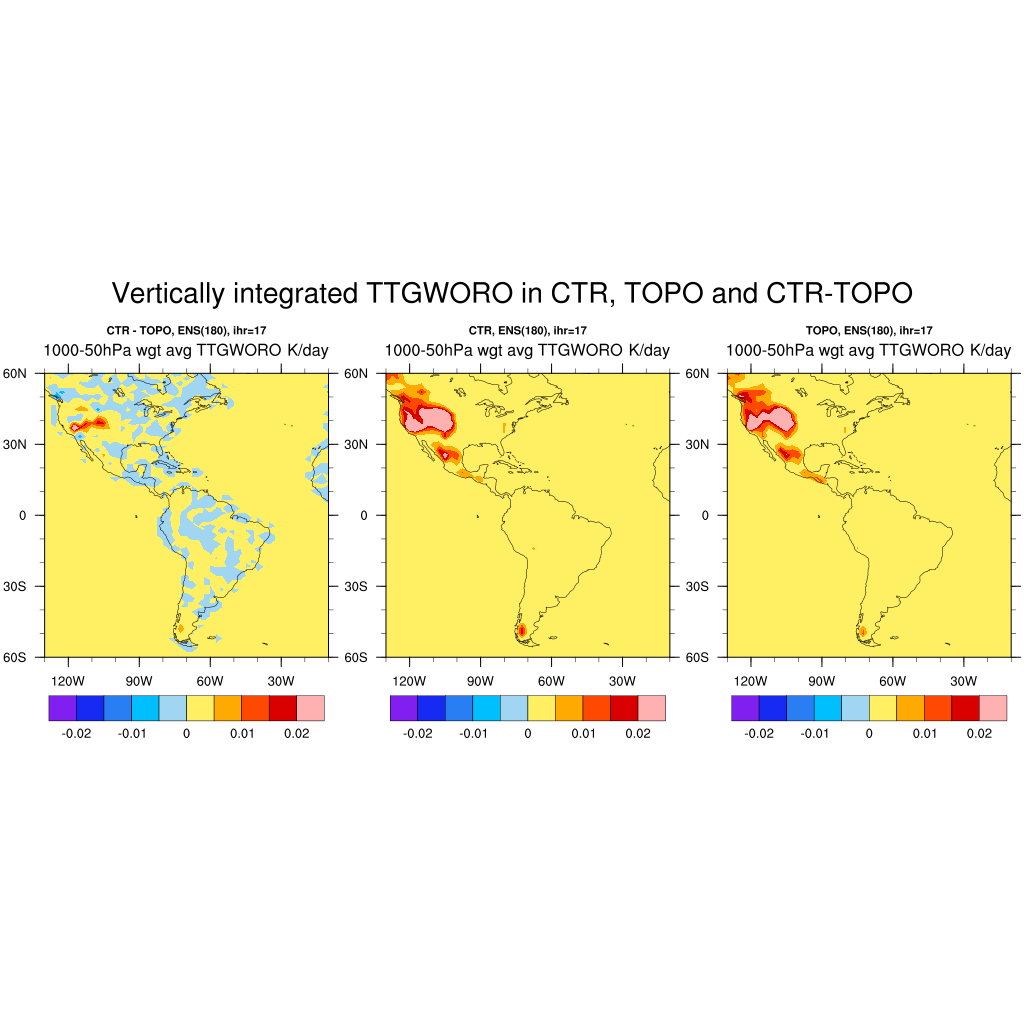 Vertically integrated TTGWORO in CTR, TOPO and CTR-TOPO
CTR - TOPO, ENS(180), ihr=17
1000-50hPa wgt avg TTGWORO K/day
60N
30N
0
30S
60S
120W 90W 60W 30W
-0.02 -0.01 0 0.01 0.02
CTR, ENS(180), ihr=17
1000-50hPa wgt avg TTGWORO K/day
60N
30N
0
30S
60S
120W 90W 60W 30W
-0.02 -0.01 0 0.01 0.02
TOPO, ENS(180), ihr=17
1000-50hPa wgt avg TTGWORO K/day
60N
30N
0
30S
60S
120W 90W 60W 30W
-0.02 -0.01 0 0.01 0.02